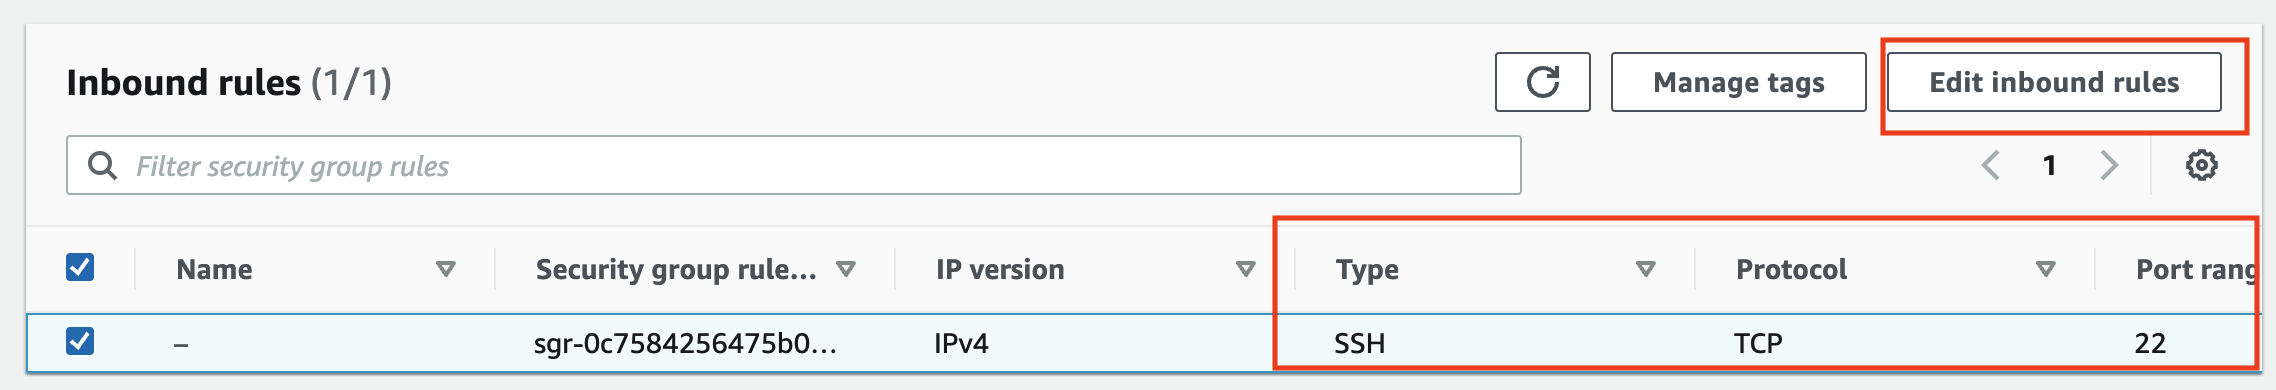 Inbound rules (1/1)
Manage tags
Edit inbound rules
Filter security group rules
1
Name Security group rule... IP version Type Protocol Port rang
– sgr-0c7584256475b0... IPv4 SSH TCP 22